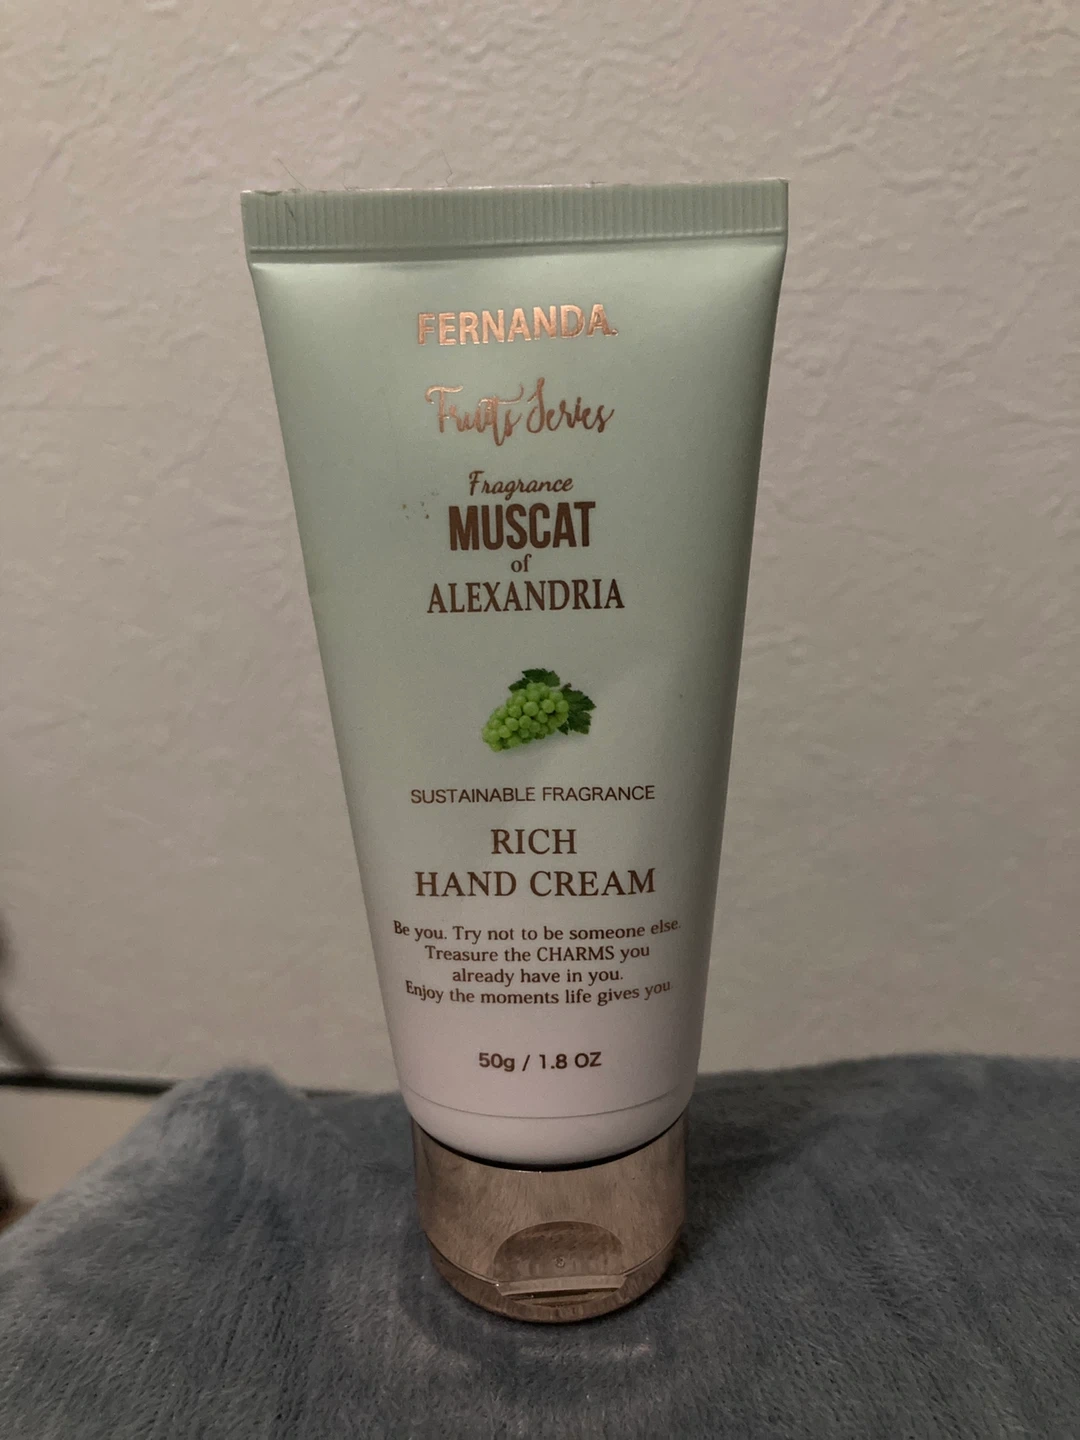 FERNANDA.
Fruits Series
Fragrance
MUSCAT
of
ALEXANDRIA
SUSTAINABLE FRAGRANCE
RICH
HAND CREAM
Be you. Try not to be someone else.
Treasure the CHARMS you
already have in you.
Enjoy the moments life gives you.
50g / 1.8 OZ